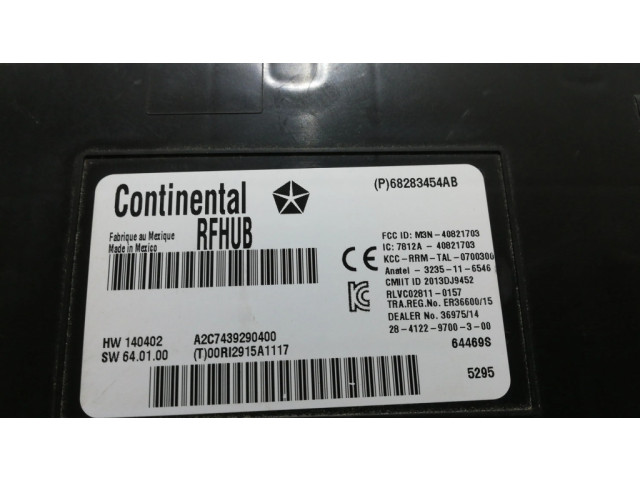 Continental
(P)68283454AB
Fabrique au Mexique
Made in Mexico
RFHUB
FCC ID: M3N-40821703
IC: 7812A - 40821703
KCC-RRM-TAL-0700300
Anatel - 3235-11-6546
CMIIT ID 2013DJ9452
RLVC02811-0157
TRA.REG.No. ER36600/15
DEALER No. 36975/14
28-4122-9700-3-00
CE
HW 140402
A2C7439290400
SW 64.01.00
(T)00RI2915A1117
64469S
5295